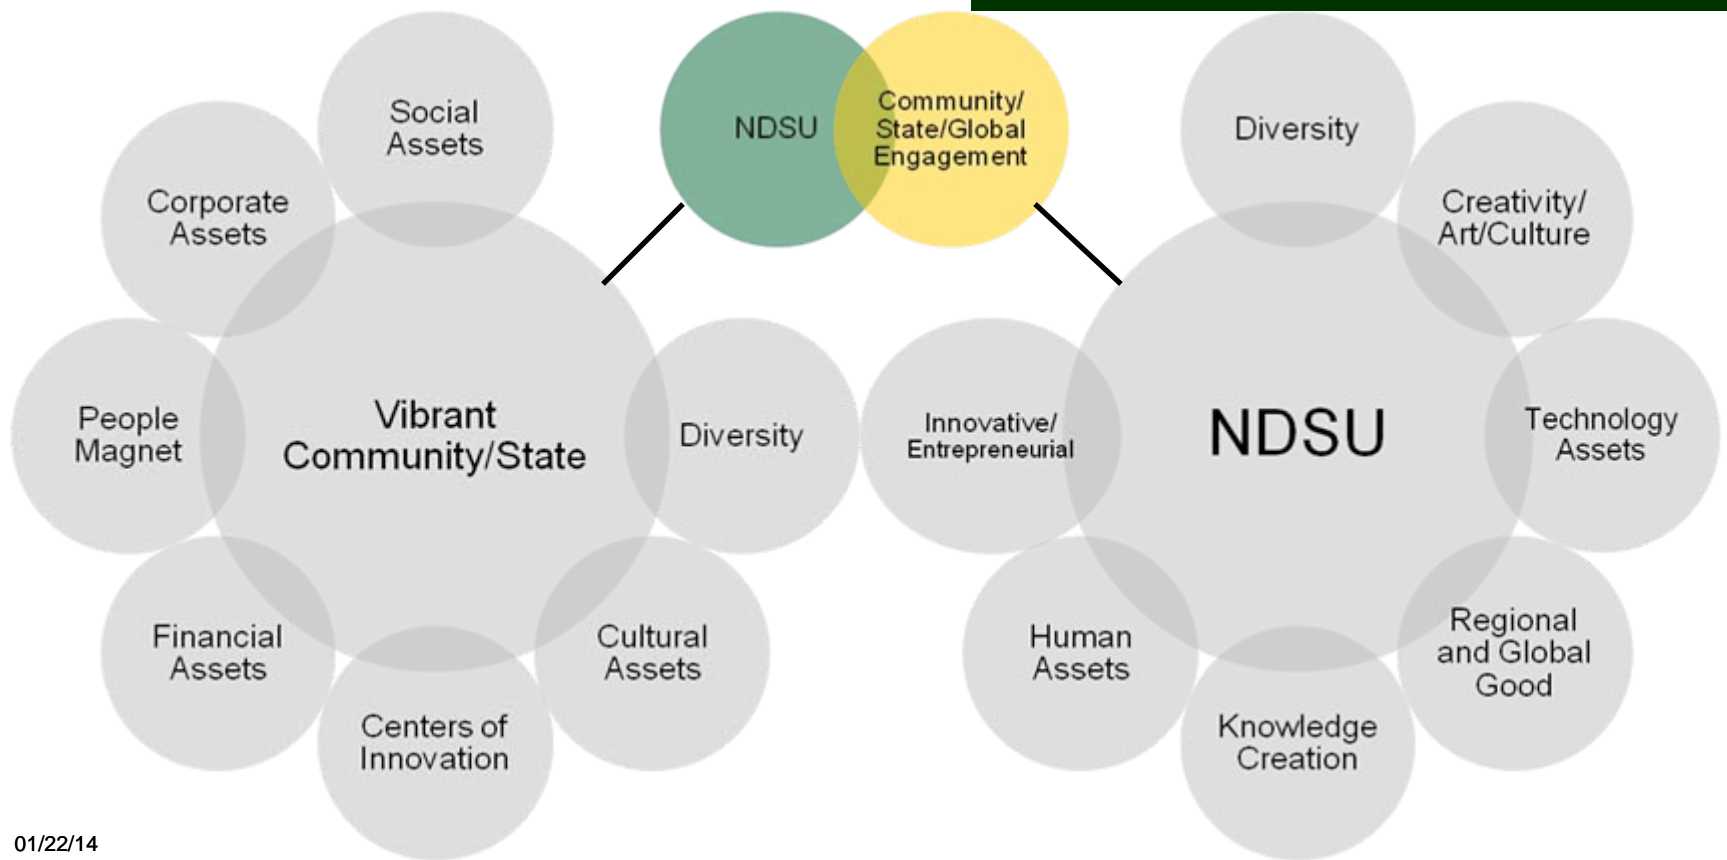 Social
Assets
NDSU
Community/
State/Global
Engagement
Diversity
Corporate
Assets
Creativity/
Art/Culture
People
Magnet
Vibrant
Community/State
Diversity
Innovative/
Entrepreneurial
NDSU
Technology
Assets
Financial
Assets
Cultural
Assets
Human
Assets
Regional
and Global
Good
Centers of
Innovation
Knowledge
Creation
01/22/14